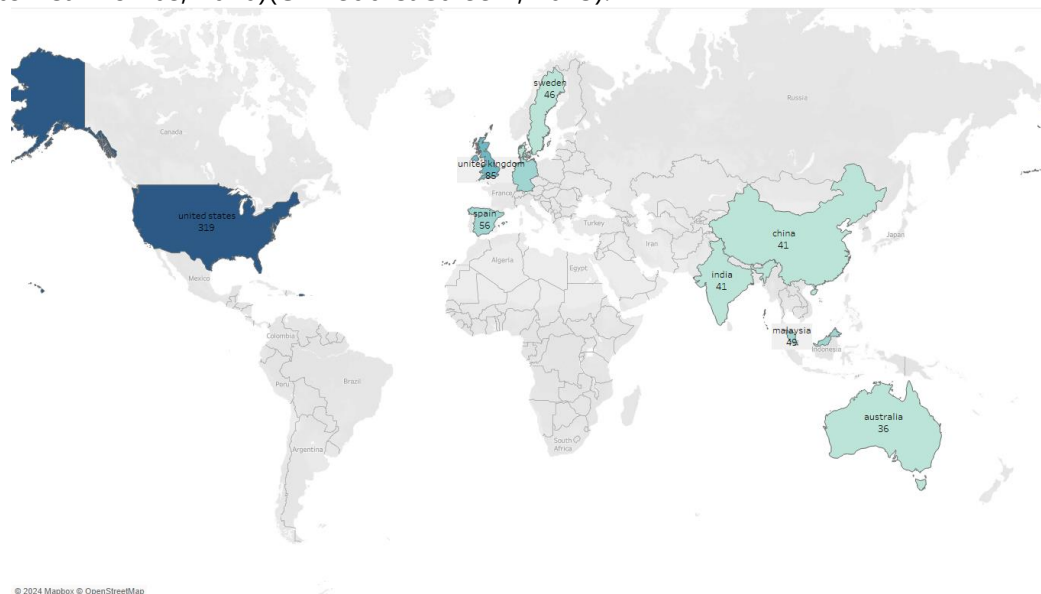 Canada
Russia
sweden
46
united kingdom
85
France
spain
56
united states
319
Turkey
Iran
china
41
Japan
Algeria
Egypt
india
41
Mexico
malaysia
49
Indonesia
Colombia
Peru
Brazil
australia
36
South
Africa
Argentina
© 2024 Mapbox © OpenStreetMap